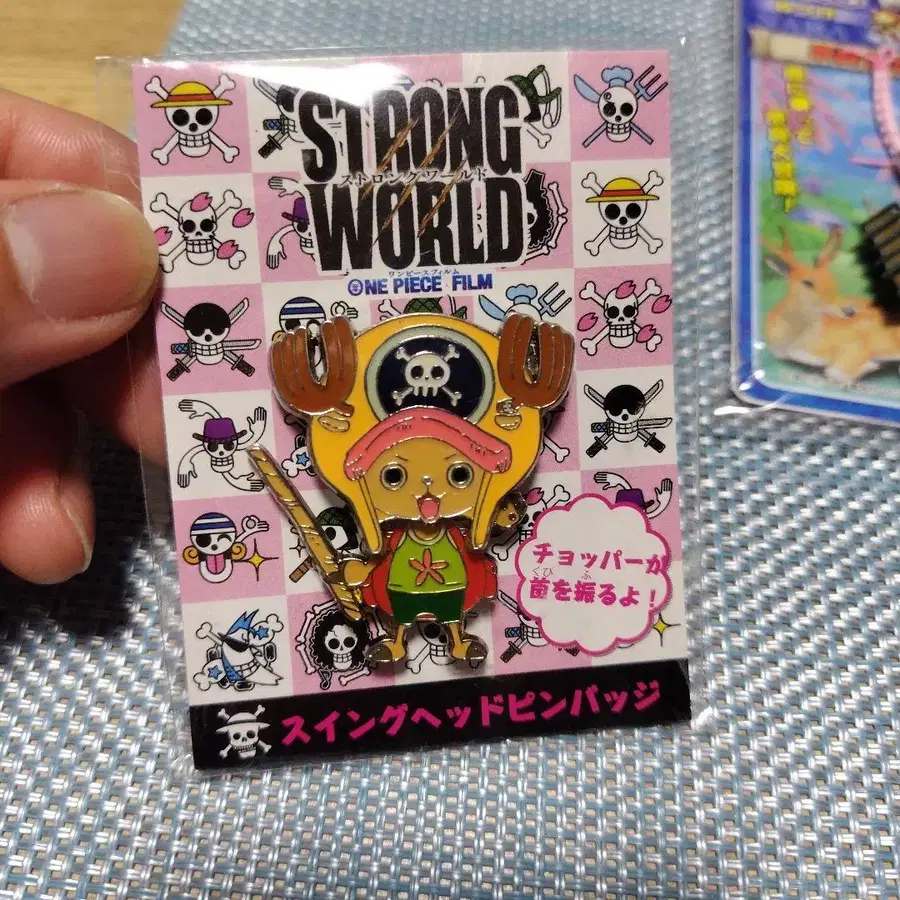 STRONG
ストロング ワールド
WORLD
ワンピースフィルム
ONE PIECE FILM
チョッパーが
くび ふ
首を振るよ!
スイングヘッドピンバッジ